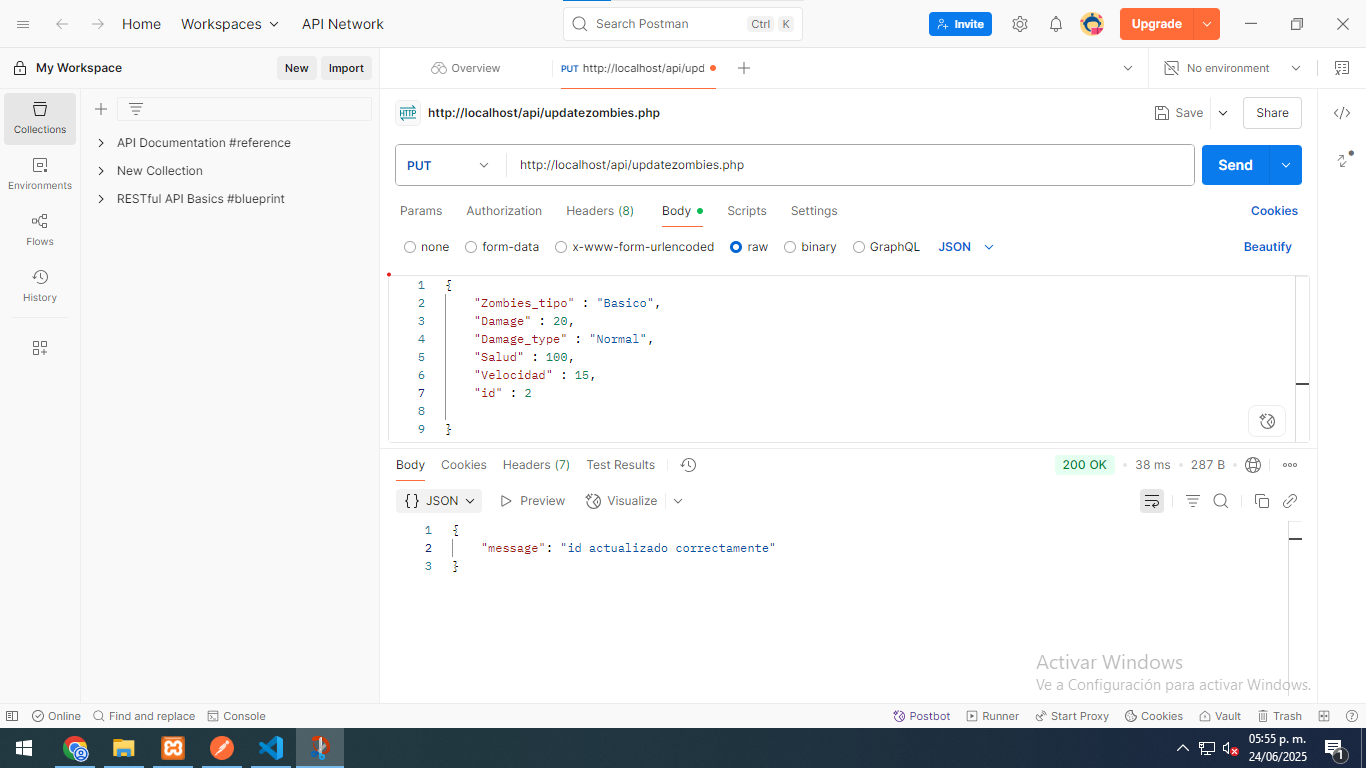 Home Workspaces API Network Search Postman Ctrl K Invite Upgrade
My Workspace New Import Overview PUT http://localhost/api/upd No environment
Collections
Environments
Flows
History
API Documentation #reference
New Collection
RESTful API Basics #blueprint
HTTP http://localhost/api/updatezombies.php Save Share
PUT http://localhost/api/updatezombies.php Send
Params Authorization Headers (8) Body Scripts Settings Cookies
none form-data x-www-form-urlencoded raw binary GraphQL JSON Beautify
1 {
2 "Zombies_tipo" : "Basico",
3 "Damage" : 20,
4 "Damage_type" : "Normal",
5 "Salud" : 100,
6 "Velocidad" : 15,
7 "id" : 2
8
9 }
Body Cookies Headers (7) Test Results 200 OK 38 ms 287 B
{} JSON Preview Visualize
1 {
2 "message": "id actualizado correctamente"
3 }
Activar Windows
Ve a Configuración para activar Windows.
Online Find and replace Console Postbot Runner Start Proxy Cookies Vault Trash
05:55 p. m.
24/06/2025
1